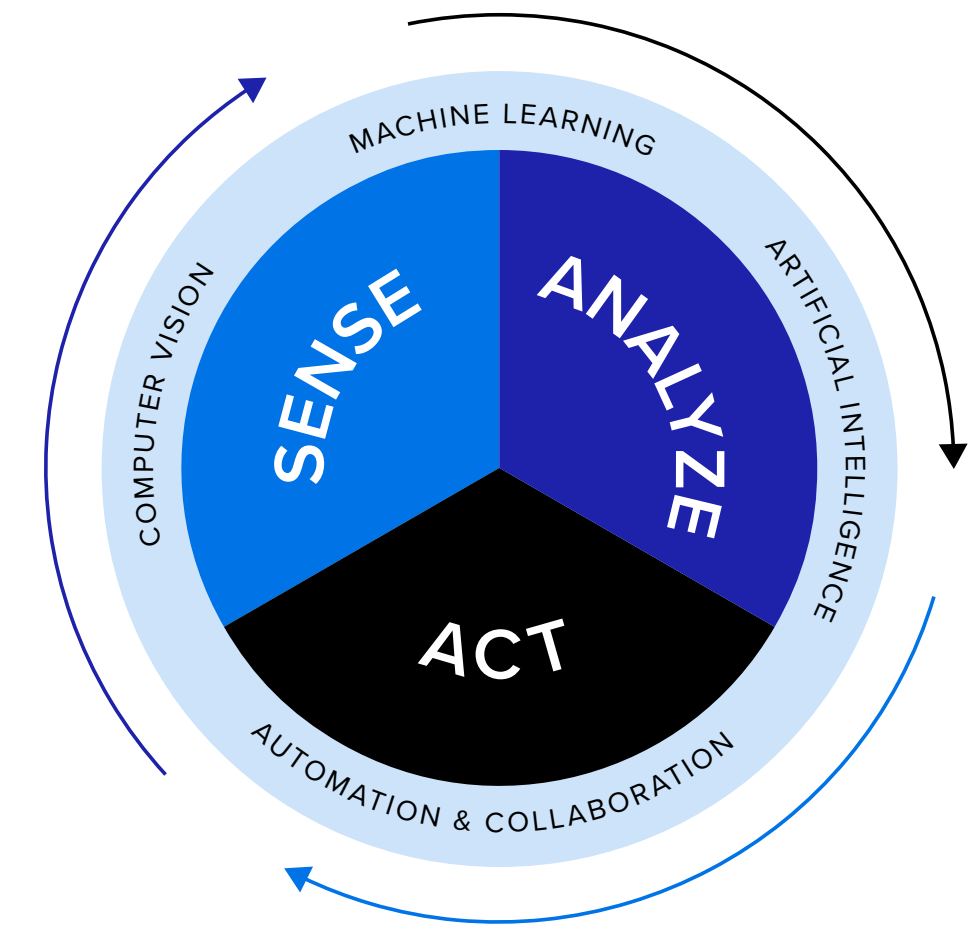 MACHINE LEARNING
SENSE
ANALYZE
COMPUTER VISION
ARTIFICIAL INTELLIGENCE
ACT
AUTOMATION & COLLABORATION